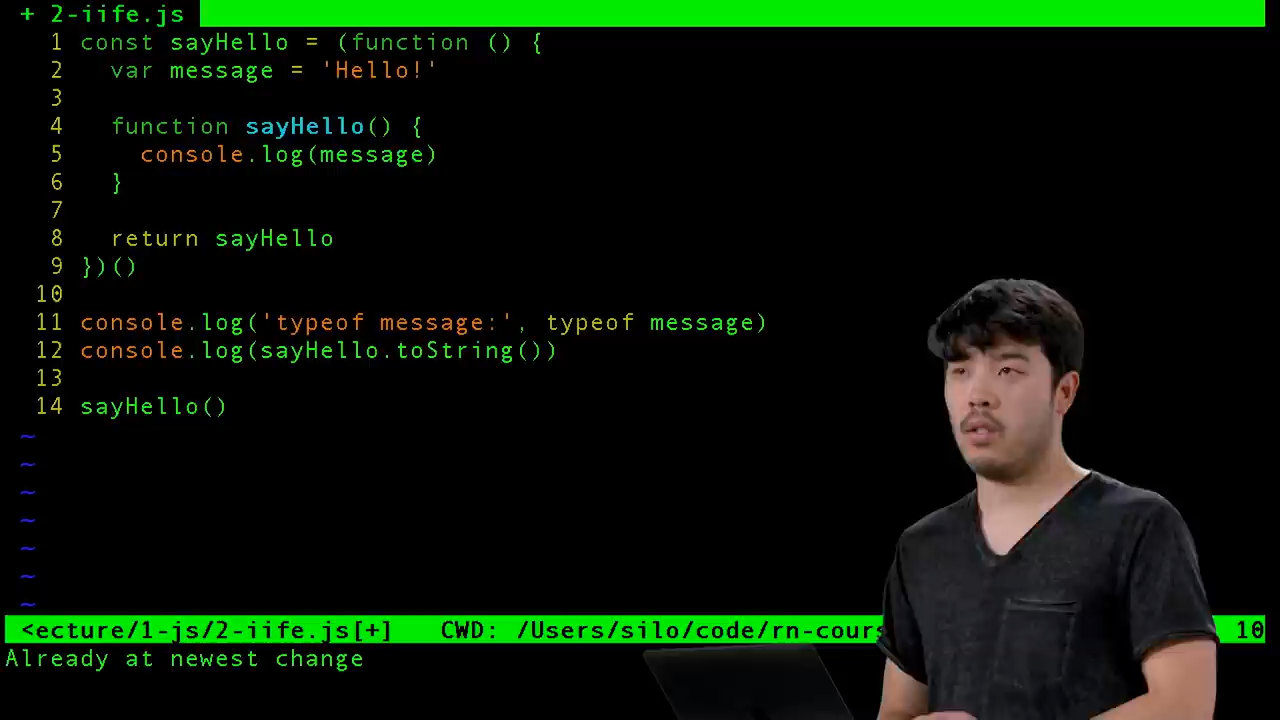 + 2-iife.js
1 const sayHello = (function () {
2   var message = 'Hello!'
3
4   function sayHello() {
5     console.log(message)
6   }
7
8   return sayHello
9 })()
10
11 console.log('typeof message:', typeof message)
12 console.log(sayHello.toString())
13
14 sayHello()
~
~
~
~
~
~
~
<ecture/1-js/2-iife.js[+]   CWD: /Users/silo/code/rn-cours 10
Already at newest change